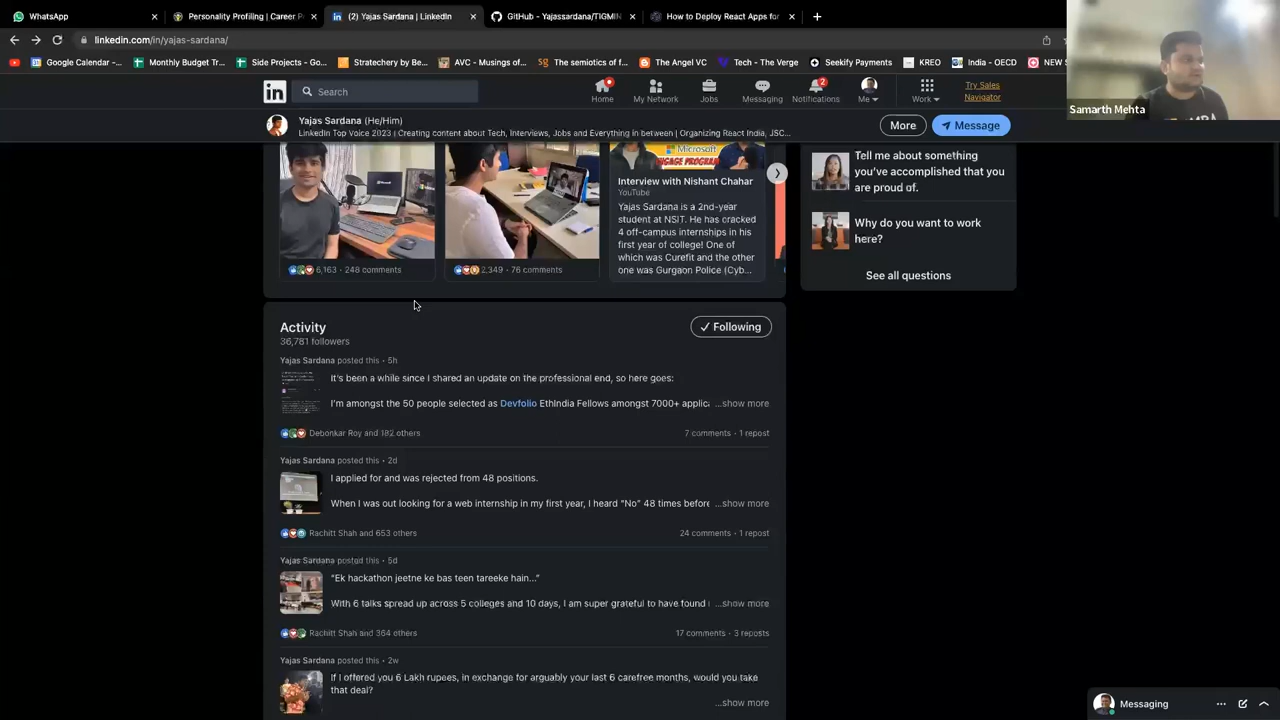 WhatsApp
Personality Profiling | Career P
Yajas Sardana | LinkedIn
GitHub - Yajassardana/TIGMIN
How to Deploy React Apps for
linkedin.com/in/yajas-sardana/
Google Calendar -...
Monthly Budget Tr...
Side Projects - Go...
Stratechery by Be...
AVC - Musings of...
The semiotics of f...
The Angel VC
Tech - The Verge
Seekify Payments
KREO
India - OECD
NEW S
Samarth Mehta
in
Search
Home
My Network
Jobs
Messaging
2
Notifications
Me
Work
Try Sales
Navigator
Yajas Sardana (He/Him)
LinkedIn Top Voice 2023 | Creating content about Tech, Interviews, Jobs and Everything in between | Organizing React India, JSC...
More
Message
Microsoft
ENGAGE PROGRAM
Interview with Nishant Chahar
YouTube
Yajas Sardana is a 2nd-year
student at NSIT. He has cracked
4 off-campus internships in his
first year of college! One of
which was Curefit and the other
one was Gurgaon Police (Cyb...
6,163 · 248 comments
2,349 · 76 comments
Tell me about something
you've accomplished that you
are proud of.
Why do you want to work
here?
See all questions
Activity
36,781 followers
Following
Yajas Sardana posted this • 5h
It's been a while since I shared an update on the professional end, so here goes:
I'm amongst the 50 people selected as Devfolio EthIndia Fellows amongst 7000+ applic ...show more
Debonkar Roy and 182 others
7 comments · 1 repost
Yajas Sardana posted this • 2d
I applied for and was rejected from 48 positions.
When I was out looking for a web internship in my first year, I heard "No" 48 times before ...show more
Rachitt Shah and 653 others
24 comments · 1 repost
Yajas Sardana posted this • 5d
"Ek hackathon jeetne ke bas teen tareeke hain..."
With 6 talks spread up across 5 colleges and 10 days, I am super grateful to have found ...show more
Rachitt Shah and 364 others
17 comments · 3 reposts
Yajas Sardana posted this • 2w
If I offered you 6 Lakh rupees, in exchange for arguably your last 6 carefree months, would you take
that deal?
...show more
Messaging